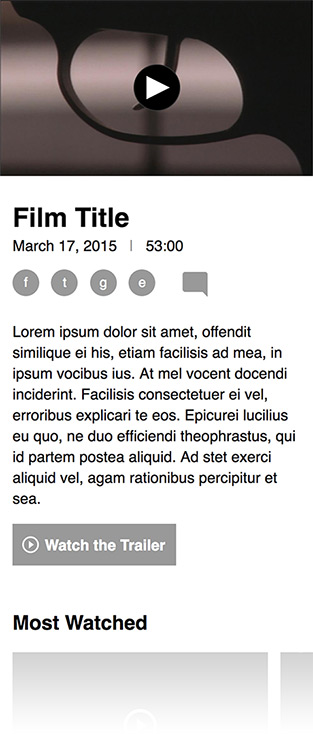 Film Title
March 17, 2015 | 53:00
f t g e
Lorem ipsum dolor sit amet, offendit
similique ei his, etiam facilisis ad mea, in
ipsum vocibus ius. At mel vocent docendi
inciderint. Facilisis consectetuer ei vel,
erroribus explicari te eos. Epicurei lucilius
eu quo, ne duo efficiendi theophrastus, qui
id partem postea aliquid. Ad stet exerci
aliquid vel, agam rationibus percipitur et
sea.
Watch the Trailer
Most Watched